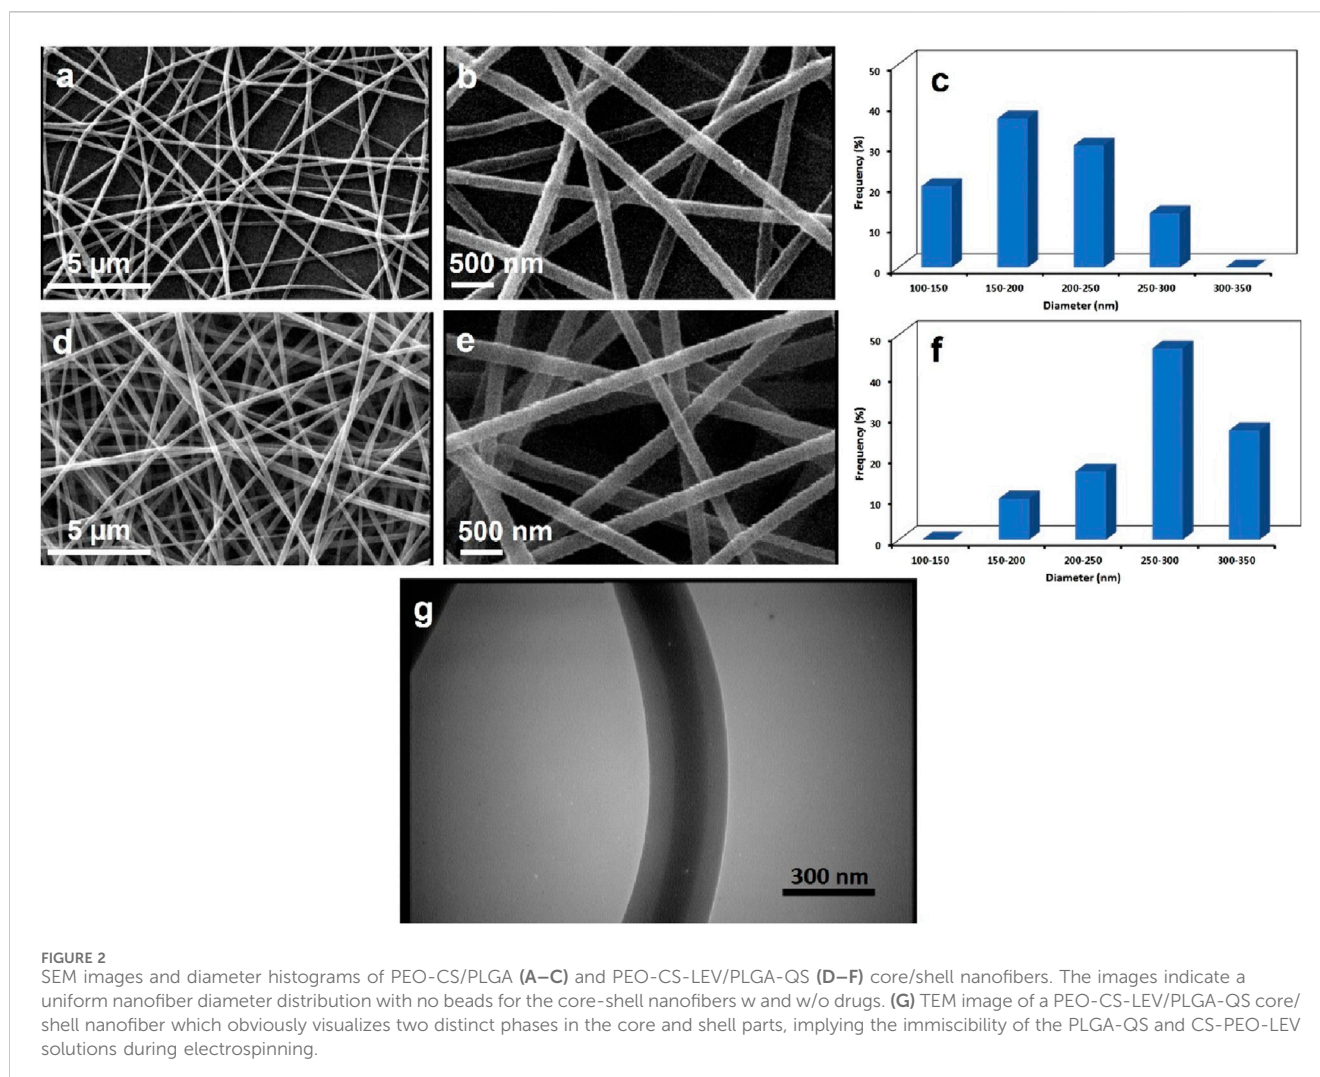 a
5 µm
b
500 nm
c
50
40
30
20
10
0
Frequency (%)
100-150 150-200 200-250 250-300 300-350
Diameter (nm)
d
5 µm
e
500 nm
f
50
40
30
20
10
0
Frequency (%)
100-150 150-200 200-250 250-300 300-350
Diameter (nm)
g
300 nm
FIGURE 2
SEM images and diameter histograms of PEO-CS/PLGA (A–C) and PEO-CS-LEV/PLGA-QS (D–F) core/shell nanofibers. The images indicate a
uniform nanofiber diameter distribution with no beads for the core-shell nanofibers w and w/o drugs. (G) TEM image of a PEO-CS-LEV/PLGA-QS core/
shell nanofiber which obviously visualizes two distinct phases in the core and shell parts, implying the immiscibility of the PLGA-QS and CS-PEO-LEV
solutions during electrospinning.